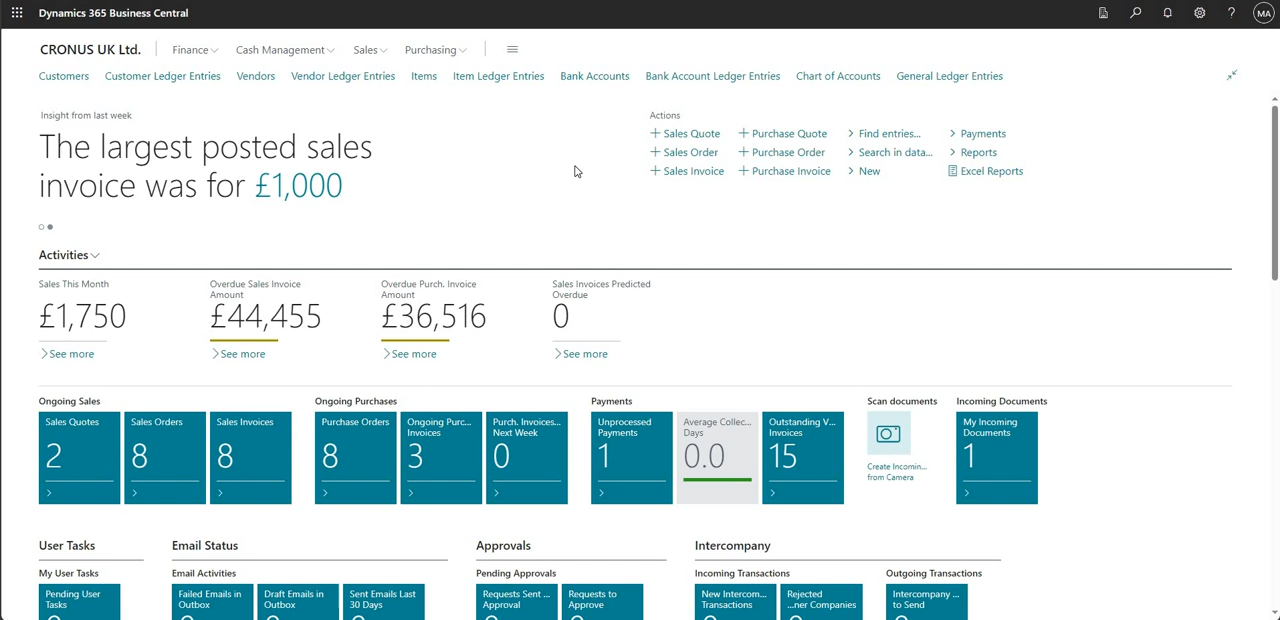 Dynamics 365 Business Central
MA
CRONUS UK Ltd.
Finance
Cash Management
Sales
Purchasing
Customers
Customer Ledger Entries
Vendors
Vendor Ledger Entries
Items
Item Ledger Entries
Bank Accounts
Bank Account Ledger Entries
Chart of Accounts
General Ledger Entries
Insight from last week
The largest posted sales
invoice was for £1,000
Actions
+ Sales Quote
+ Purchase Quote
> Find entries...
> Payments
+ Sales Order
+ Purchase Order
> Search in data...
> Reports
+ Sales Invoice
+ Purchase Invoice
> New
Excel Reports
Activities
Sales This Month
£1,750
> See more
Overdue Sales Invoice
Amount
£44,455
> See more
Overdue Purch. Invoice
Amount
£36,516
> See more
Sales Invoices Predicted
Overdue
0
> See more
Ongoing Sales
Sales Quotes
2
Sales Orders
8
Sales Invoices
8
Ongoing Purchases
Purchase Orders
8
Ongoing Purc...
Invoices
3
Purch. Invoices...
Next Week
0
Payments
Unprocessed
Payments
1
Average Collec...
Days
0.0
Outstanding V...
Invoices
15
Scan documents
Create Incomin...
from Camera
Incoming Documents
My Incoming
Documents
1
User Tasks
My User Tasks
Pending User
Tasks
Email Status
Email Activities
Failed Emails in
Outbox
Draft Emails in
Outbox
Sent Emails Last
30 Days
Approvals
Pending Approvals
Requests Sent ...
Approval
Requests to
Approve
Intercompany
Incoming Transactions
New Intercom...
Transactions
Rejected
...ner Companies
Outgoing Transactions
Intercompany ...
to Send